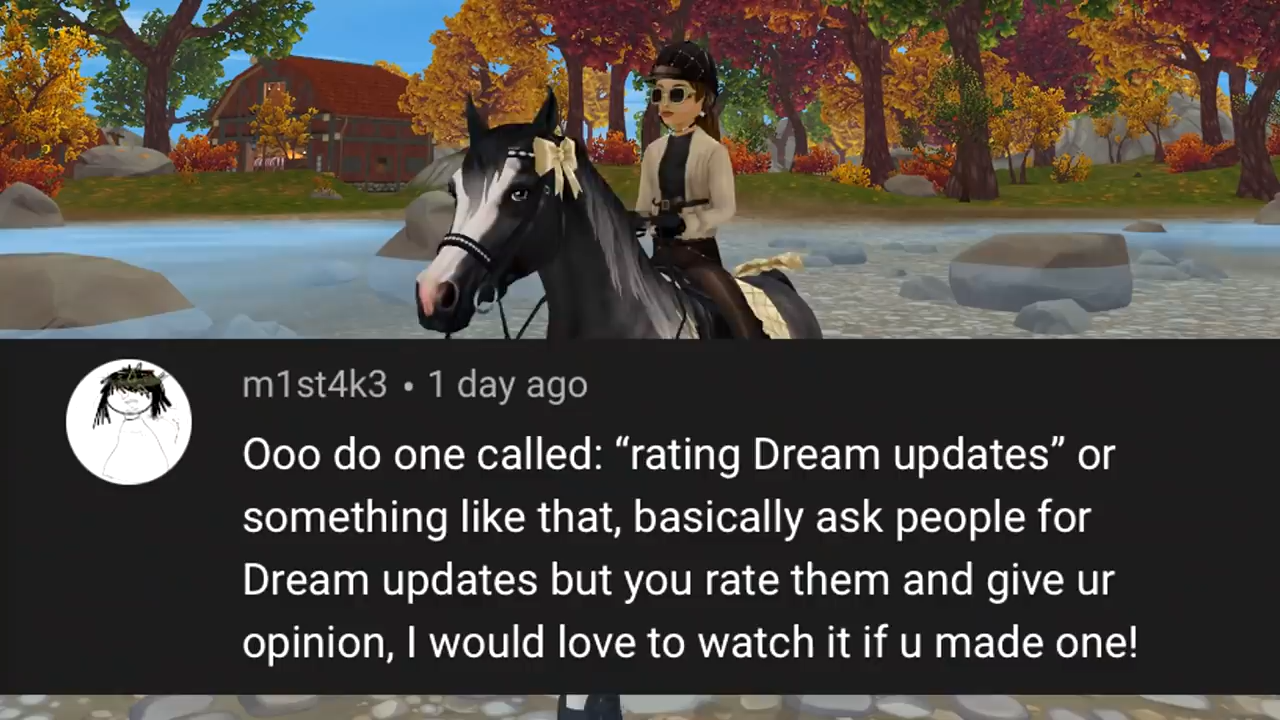 m1st4k3 • 1 day ago
Ooo do one called: “rating Dream updates” or
something like that, basically ask people for
Dream updates but you rate them and give ur
opinion, I would love to watch it if u made one!